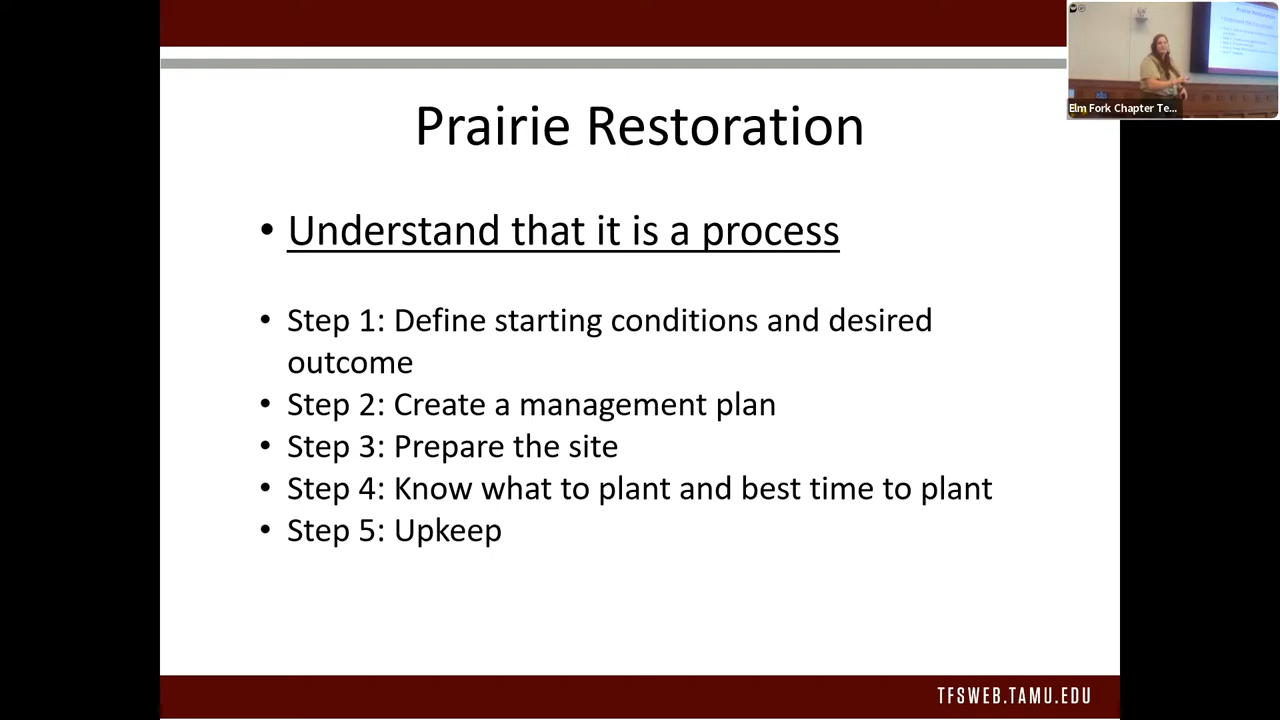 Prairie Restoration
• Understand that it is a process
• Step 1: Define starting conditions and desired
outcome
• Step 2: Create a management plan
• Step 3: Prepare the site
• Step 4: Know what to plant and best time to plant
• Step 5: Upkeep
TFSWEB.TAMU.EDU
Elm Fork Chapter Te...